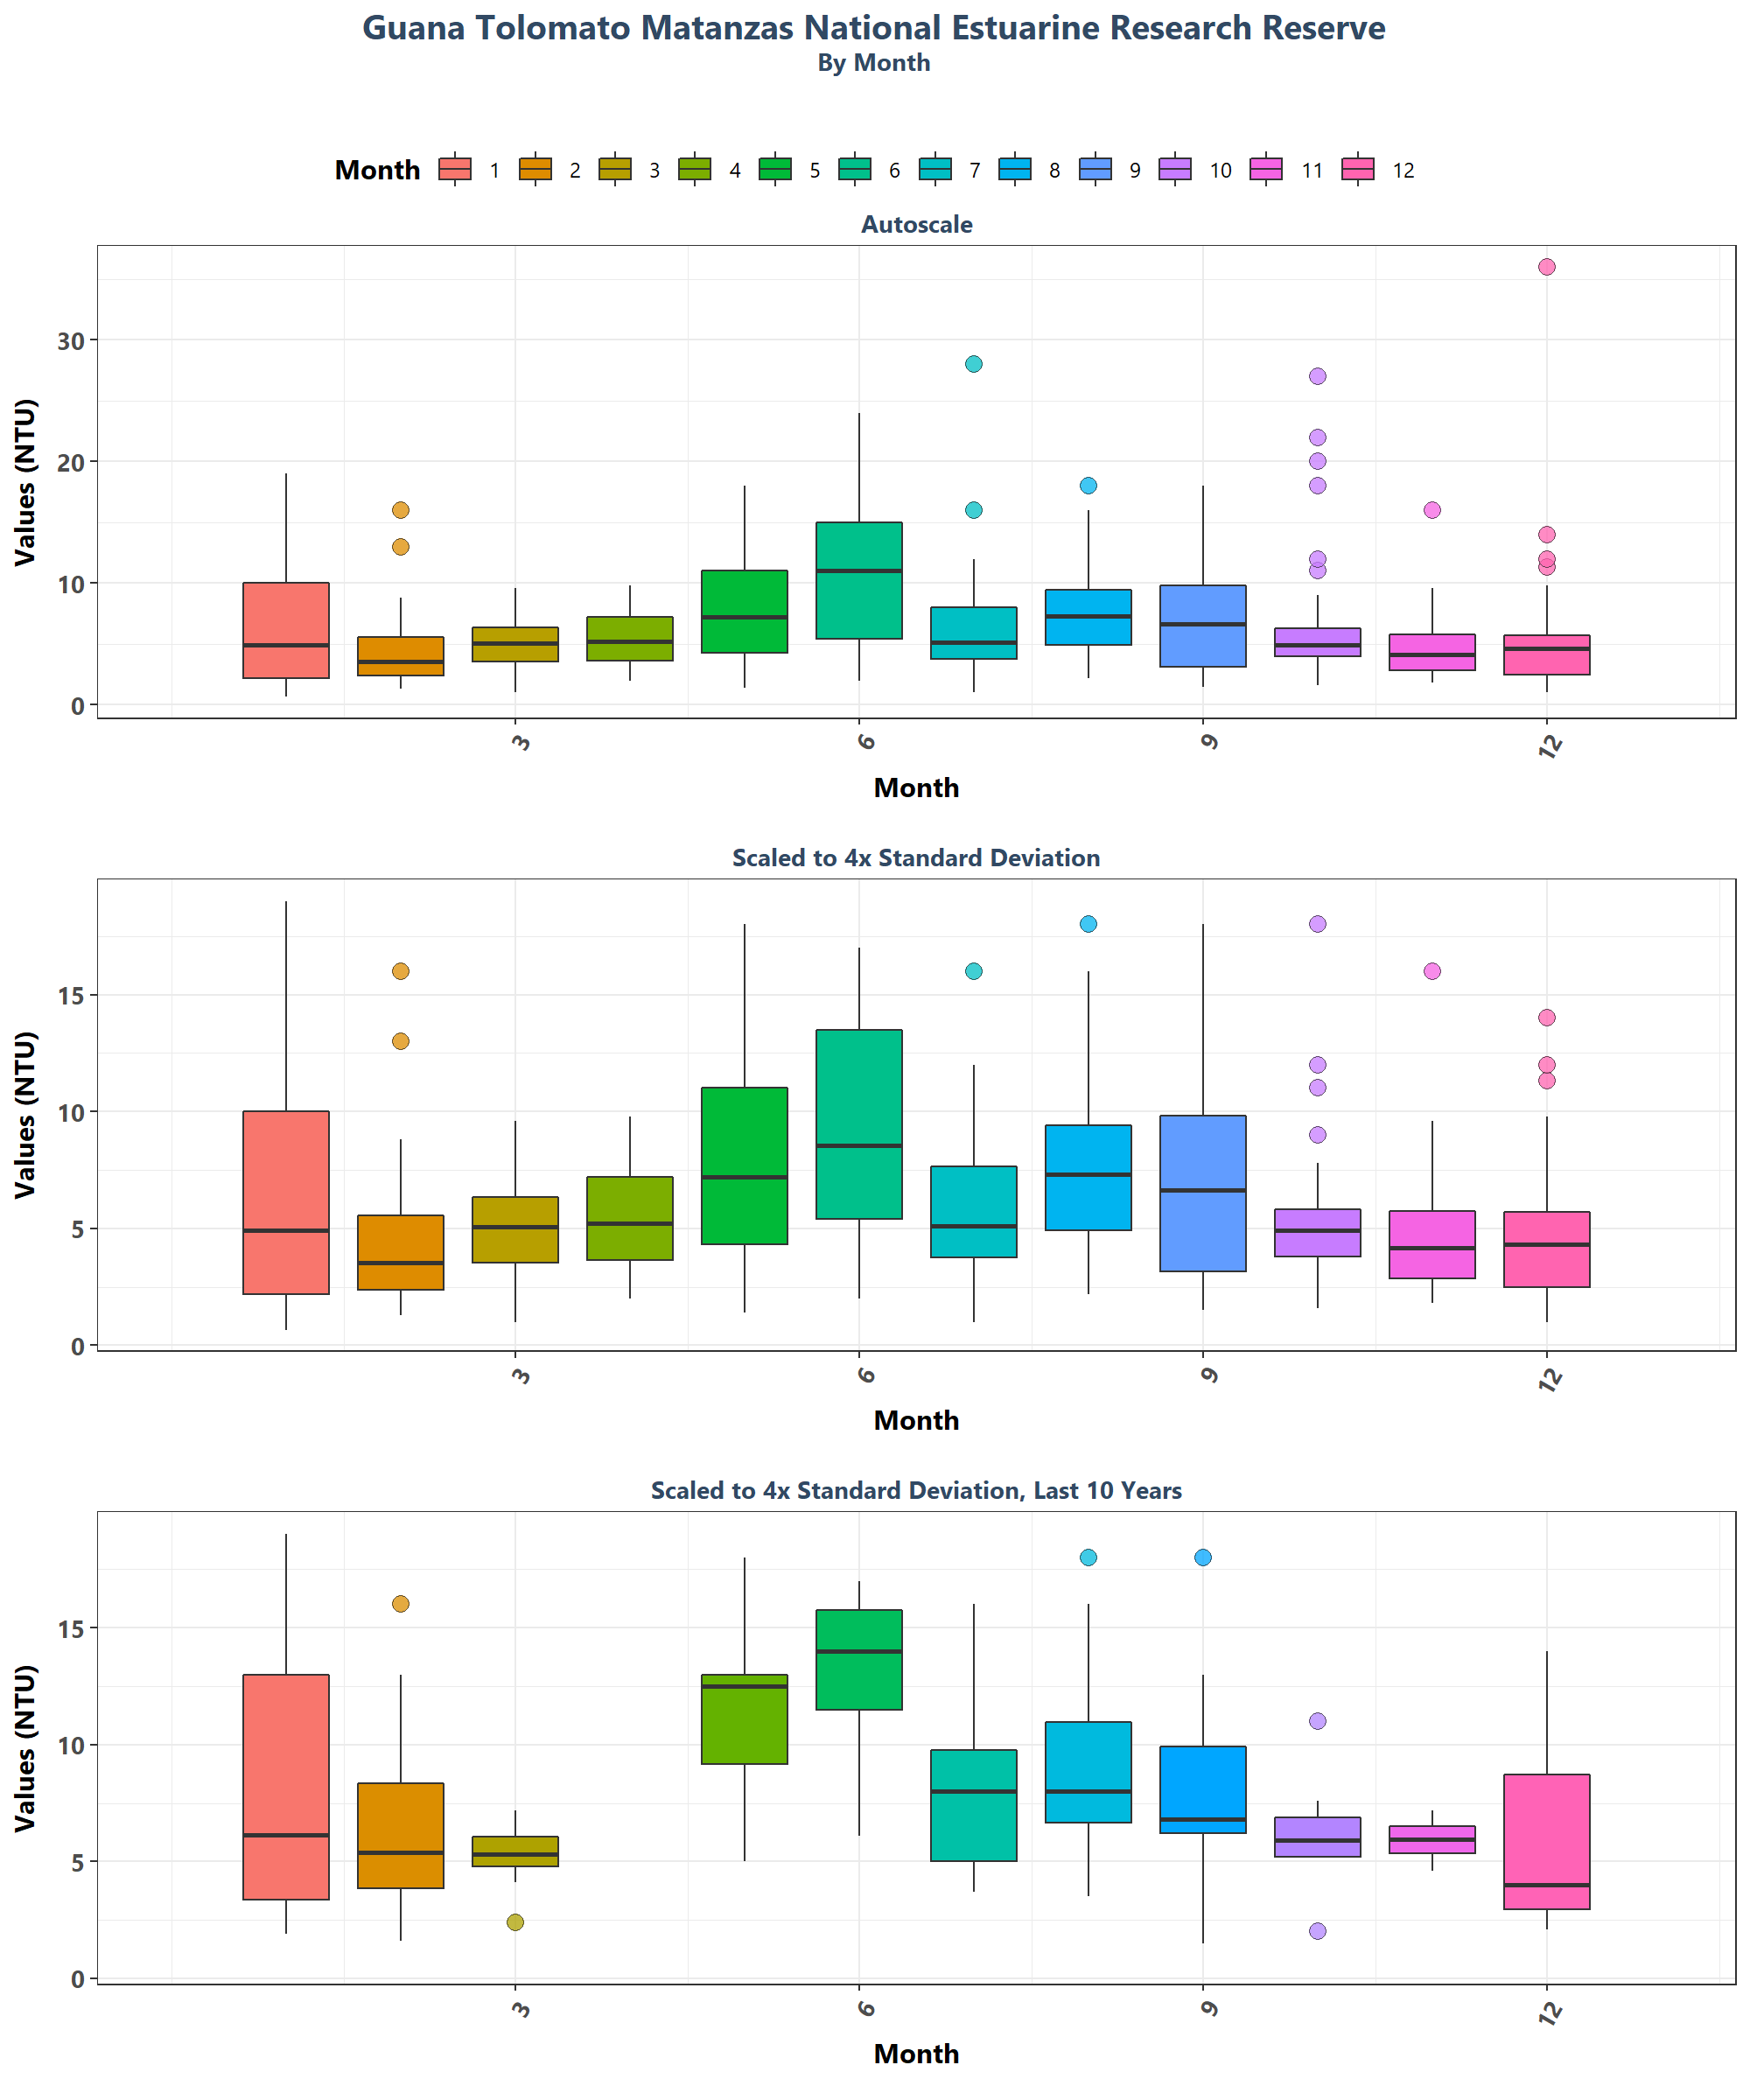 Guana Tolomato Matanzas National Estuarine Research Reserve
By Month
Month 1 2 3 4 5 6 7 8 9 10 11 12
Autoscale
Values (NTU)
30
20
10
0
3 6 9 12
Month
Scaled to 4x Standard Deviation
Values (NTU)
15
10
5
0
3 6 9 12
Month
Scaled to 4x Standard Deviation, Last 10 Years
Values (NTU)
15
10
5
0
3 6 9 12
Month